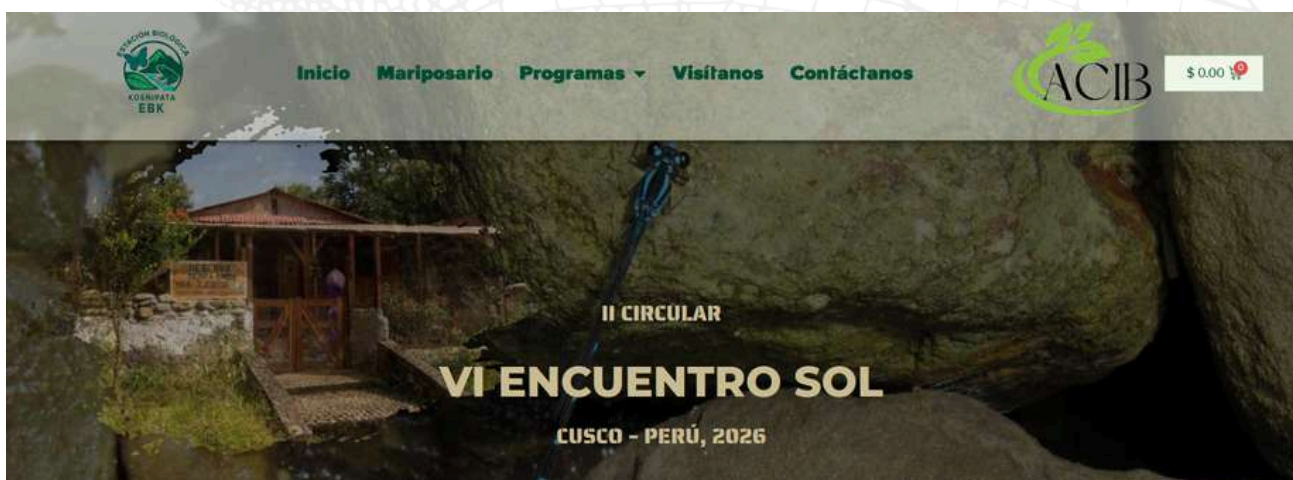 ESTACIÓN BIOLÓGICA
KOSÑIPATA
EBK
Inicio Mariposario Programas Visítanos Contáctanos
ACIB
$ 0.00 0
II CIRCULAR
VI ENCUENTRO SOL
CUSCO - PERÚ, 2026